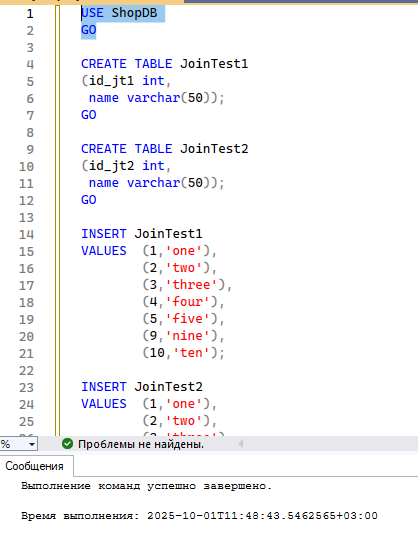 1 USE ShopDB
2 GO
3
4 CREATE TABLE JoinTest1
5 (id_jt1 int,
6 name varchar(50));
7 GO
8
9 CREATE TABLE JoinTest2
10 (id_jt2 int,
11 name varchar(50));
12 GO
13
14 INSERT JoinTest1
15 VALUES (1,'one'),
16 (2,'two'),
17 (3,'three'),
18 (4,'four'),
19 (5,'five'),
20 (9,'nine'),
21 (10,'ten');
22
23 INSERT JoinTest2
24 VALUES (1,'one'),
25 (2,'two'),
%
Проблемы не найдены.
Сообщения
Выполнение команд успешно завершено.
Время выполнения: 2025-10-01T11:48:43.5462565+03:00